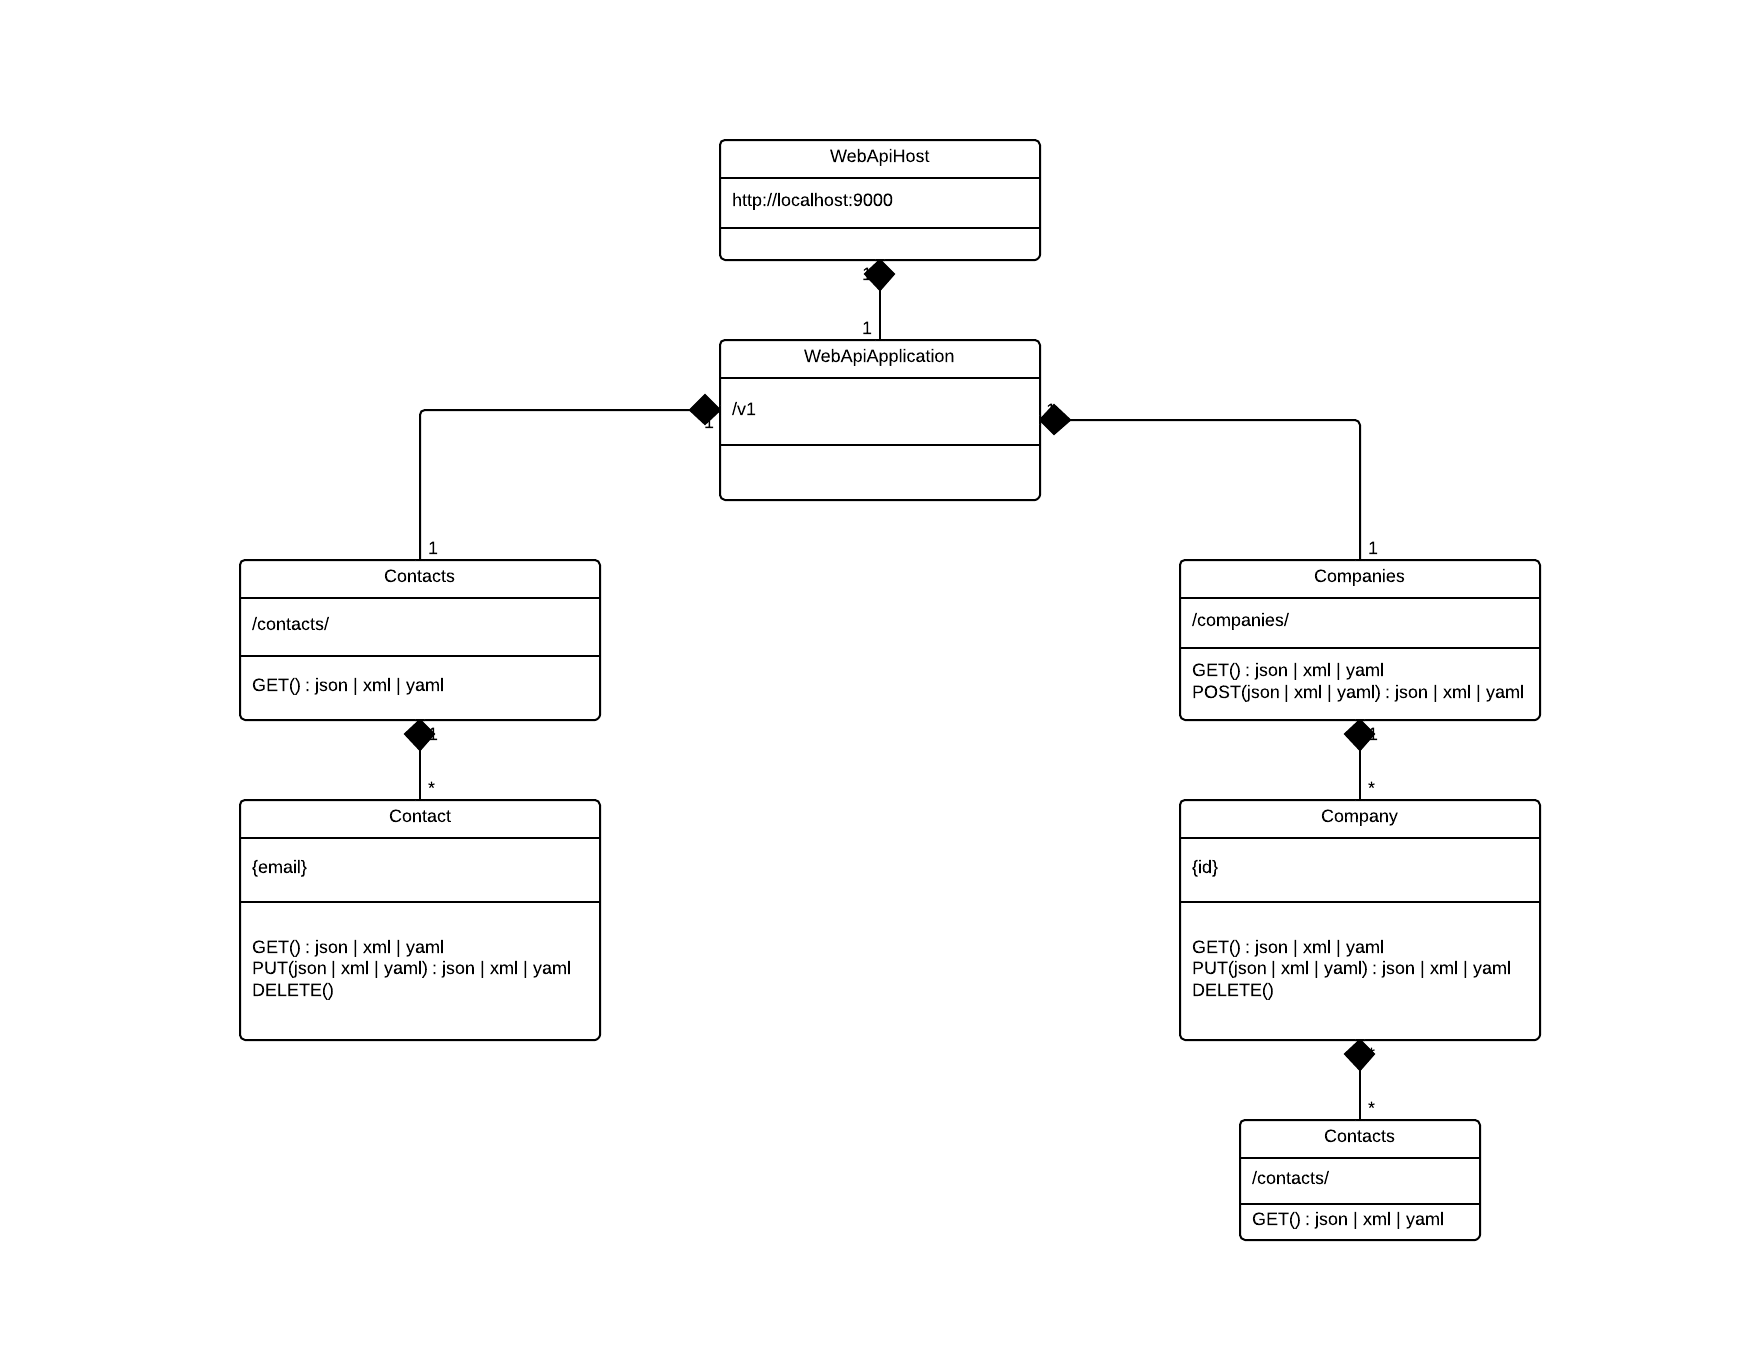 WebApiHost
http://localhost:9000
1
1
WebApiApplication
/v1
1
1
1
Contacts
/contacts/
GET() : json | xml | yaml
1
*
Contact
{email}
GET() : json | xml | yaml
PUT(json | xml | yaml) : json | xml | yaml
DELETE()
1
Companies
/companies/
GET() : json | xml | yaml
POST(json | xml | yaml) : json | xml | yaml
1
*
Company
{id}
GET() : json | xml | yaml
PUT(json | xml | yaml) : json | xml | yaml
DELETE()
*
*
Contacts
/contacts/
GET() : json | xml | yaml